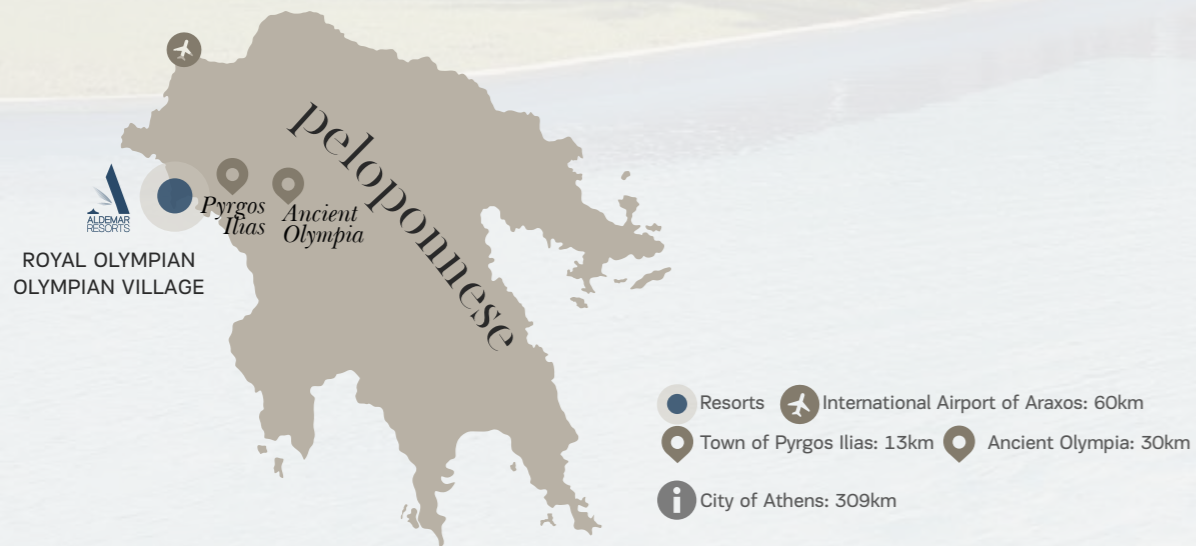 peloponnese
ALDEMAR
RESORTS
Pyrgos
Ilias
Ancient
Olympia
ROYAL OLYMPIAN
OLYMPIAN VILLAGE
Resorts
International Airport of Araxos: 60km
Town of Pyrgos Ilias: 13km
Ancient Olympia: 30km
i
City of Athens: 309km